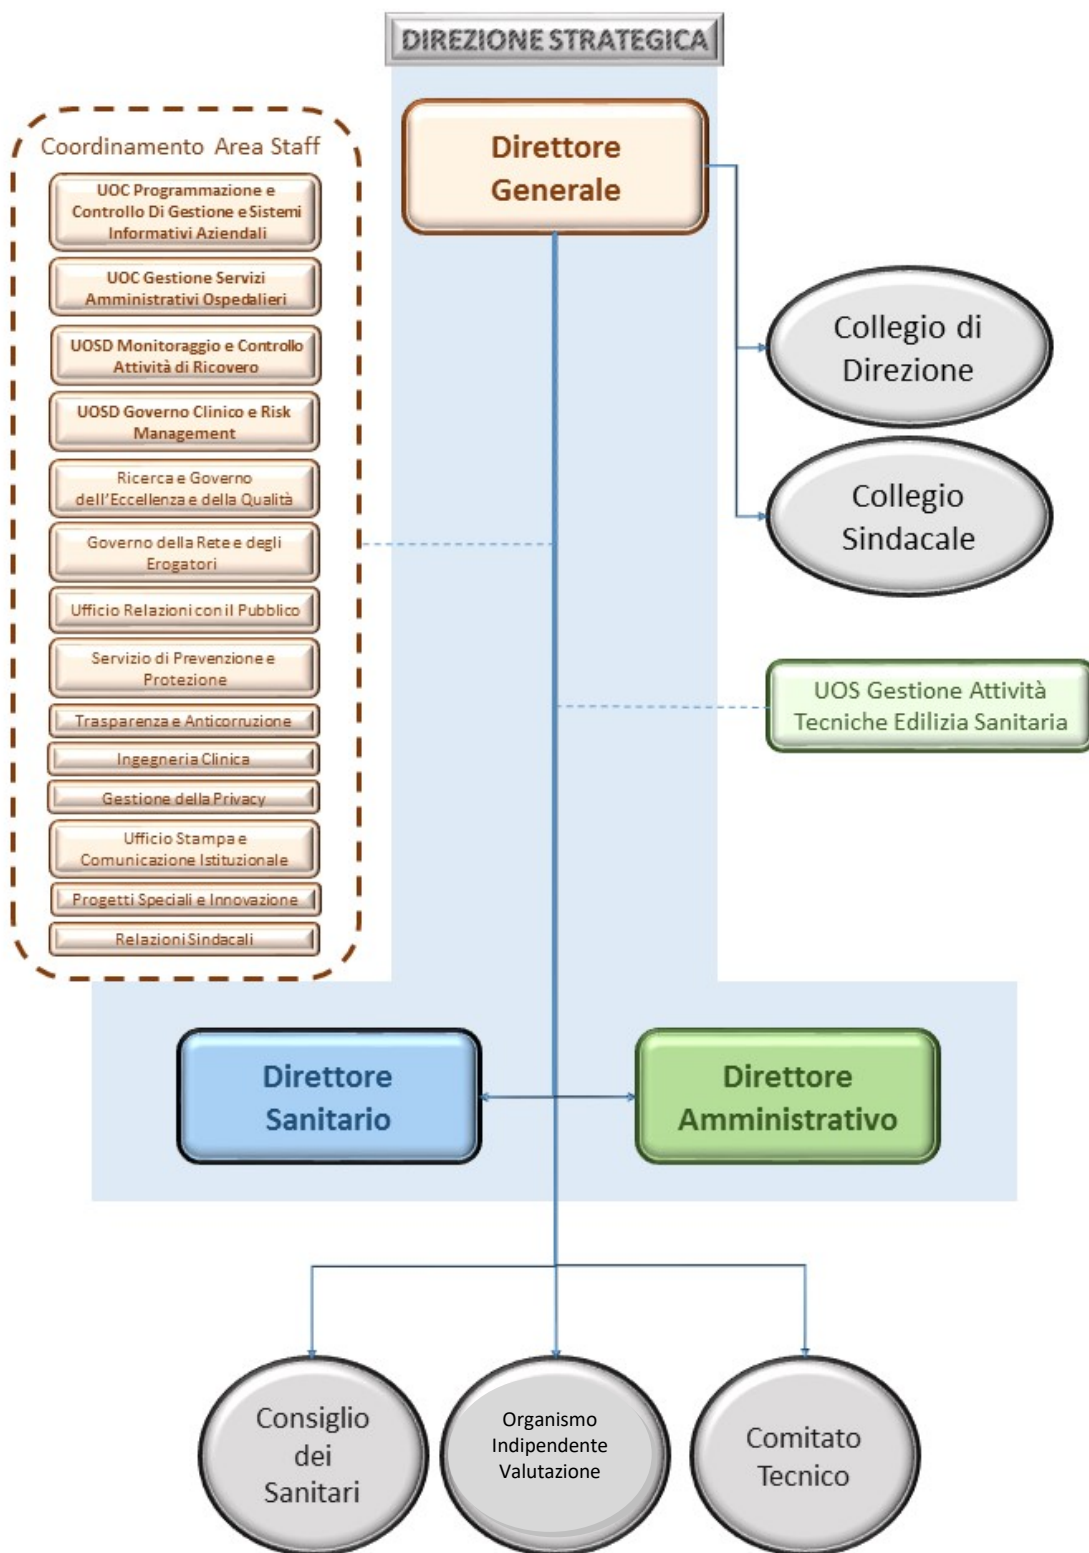 DIREZIONE STRATEGICA
Direttore
Generale
Coordinamento Area Staff
UOC Programmazione e
Controllo Di Gestione e Sistemi
Informativi Aziendali
UOC Gestione Servizi
Amministrativi Ospedalieri
UOSD Monitoraggio e Controllo
Attività di Ricovero
UOSD Governo Clinico e Risk
Management
Ricerca e Governo
dell'Eccellenza e della Qualità
Governo della Rete e degli
Erogatori
Ufficio Relazioni con il Pubblico
Servizio di Prevenzione e
Protezione
Trasparenza e Anticorruzione
Ingegneria Clinica
Gestione della Privacy
Ufficio Stampa e
Comunicazione Istituzionale
Progetti Speciali e Innovazione
Relazioni Sindacali
Collegio di
Direzione
Collegio
Sindacale
UOS Gestione Attività
Tecniche Edilizia Sanitaria
Direttore
Sanitario
Direttore
Amministrativo
Consiglio
dei
Sanitari
Organismo
Indipendente
Valutazione
Comitato
Tecnico